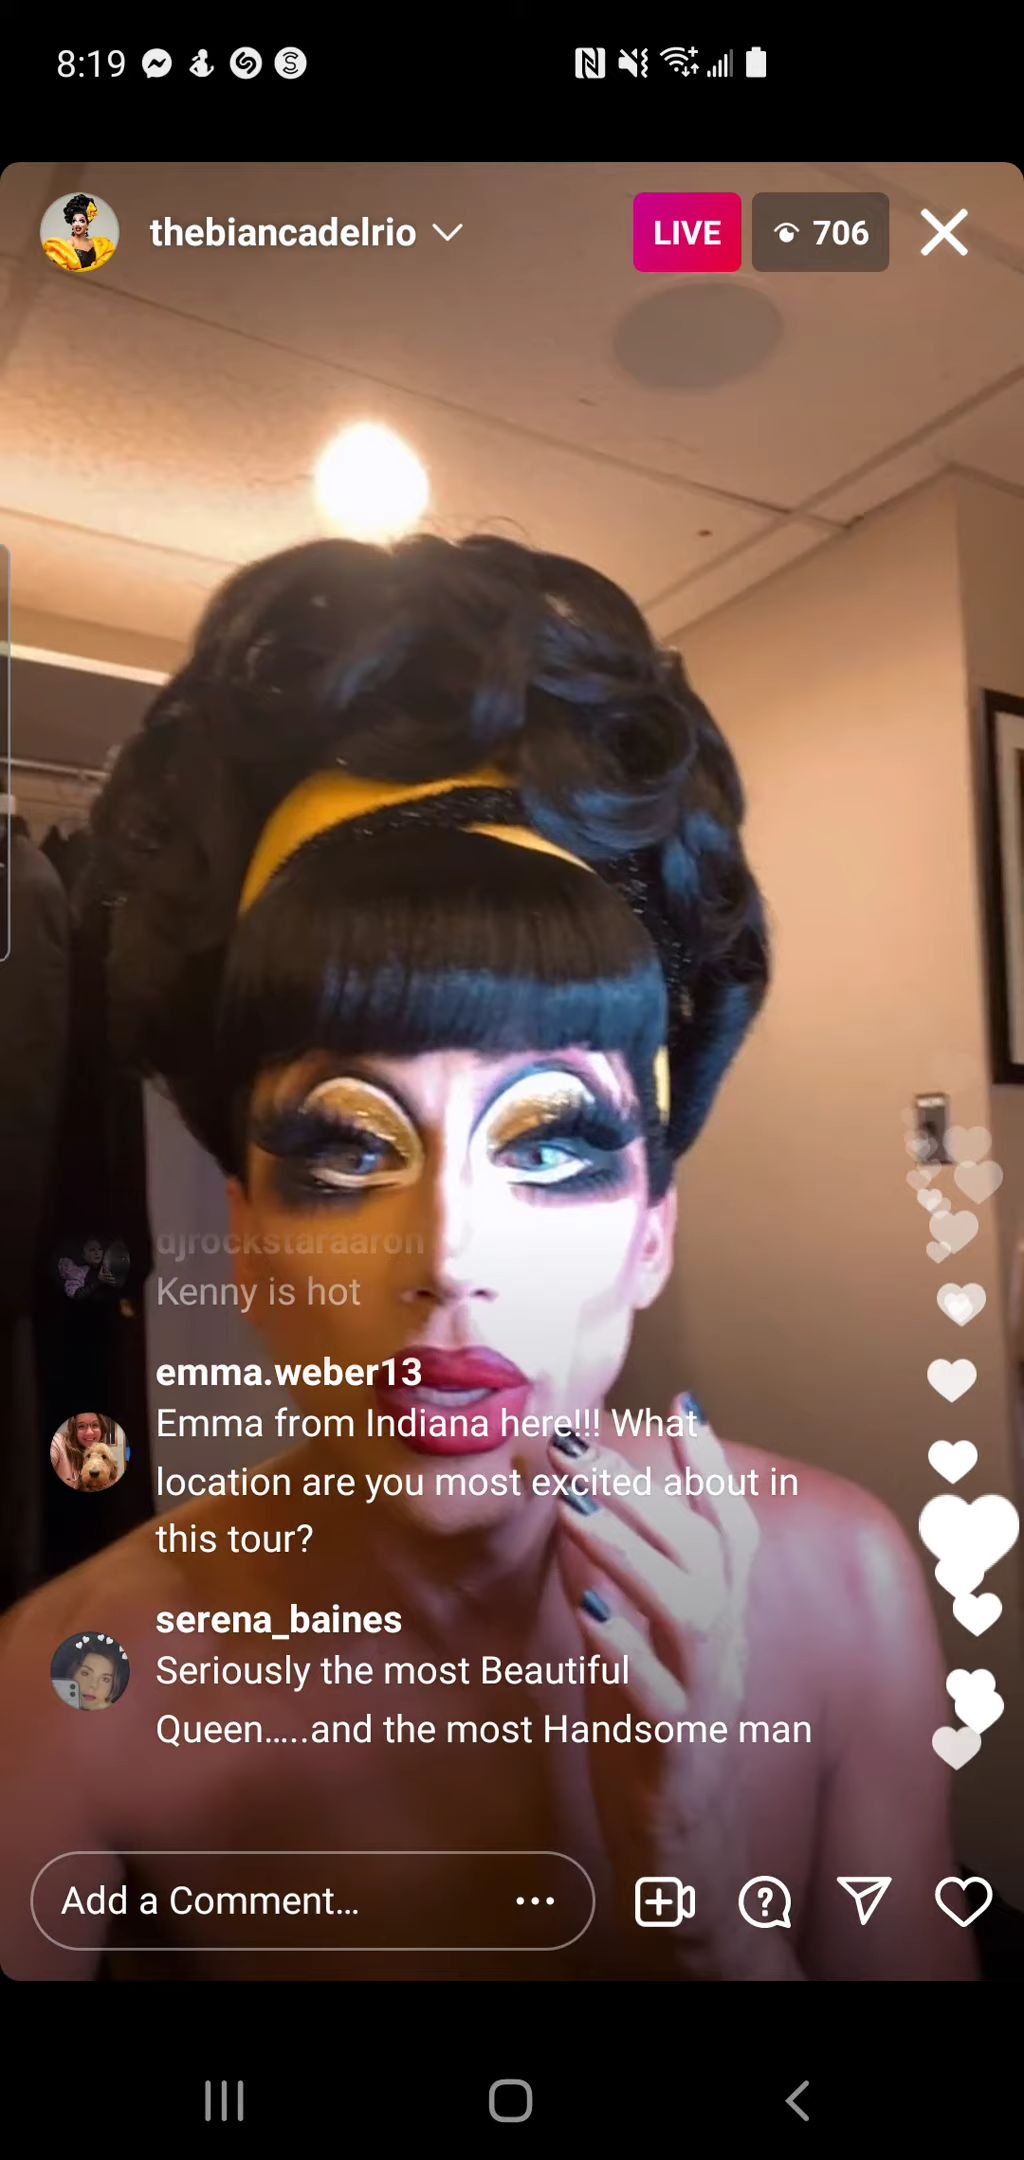 8:19
thebiancadelrio
LIVE
706
djrockstaraaron
Kenny is hot
emma.weber13
Emma from Indiana here!!! What
location are you most excited about in
this tour?
serena_baines
Seriously the most Beautiful
Queen.....and the most Handsome man
Add a Comment...